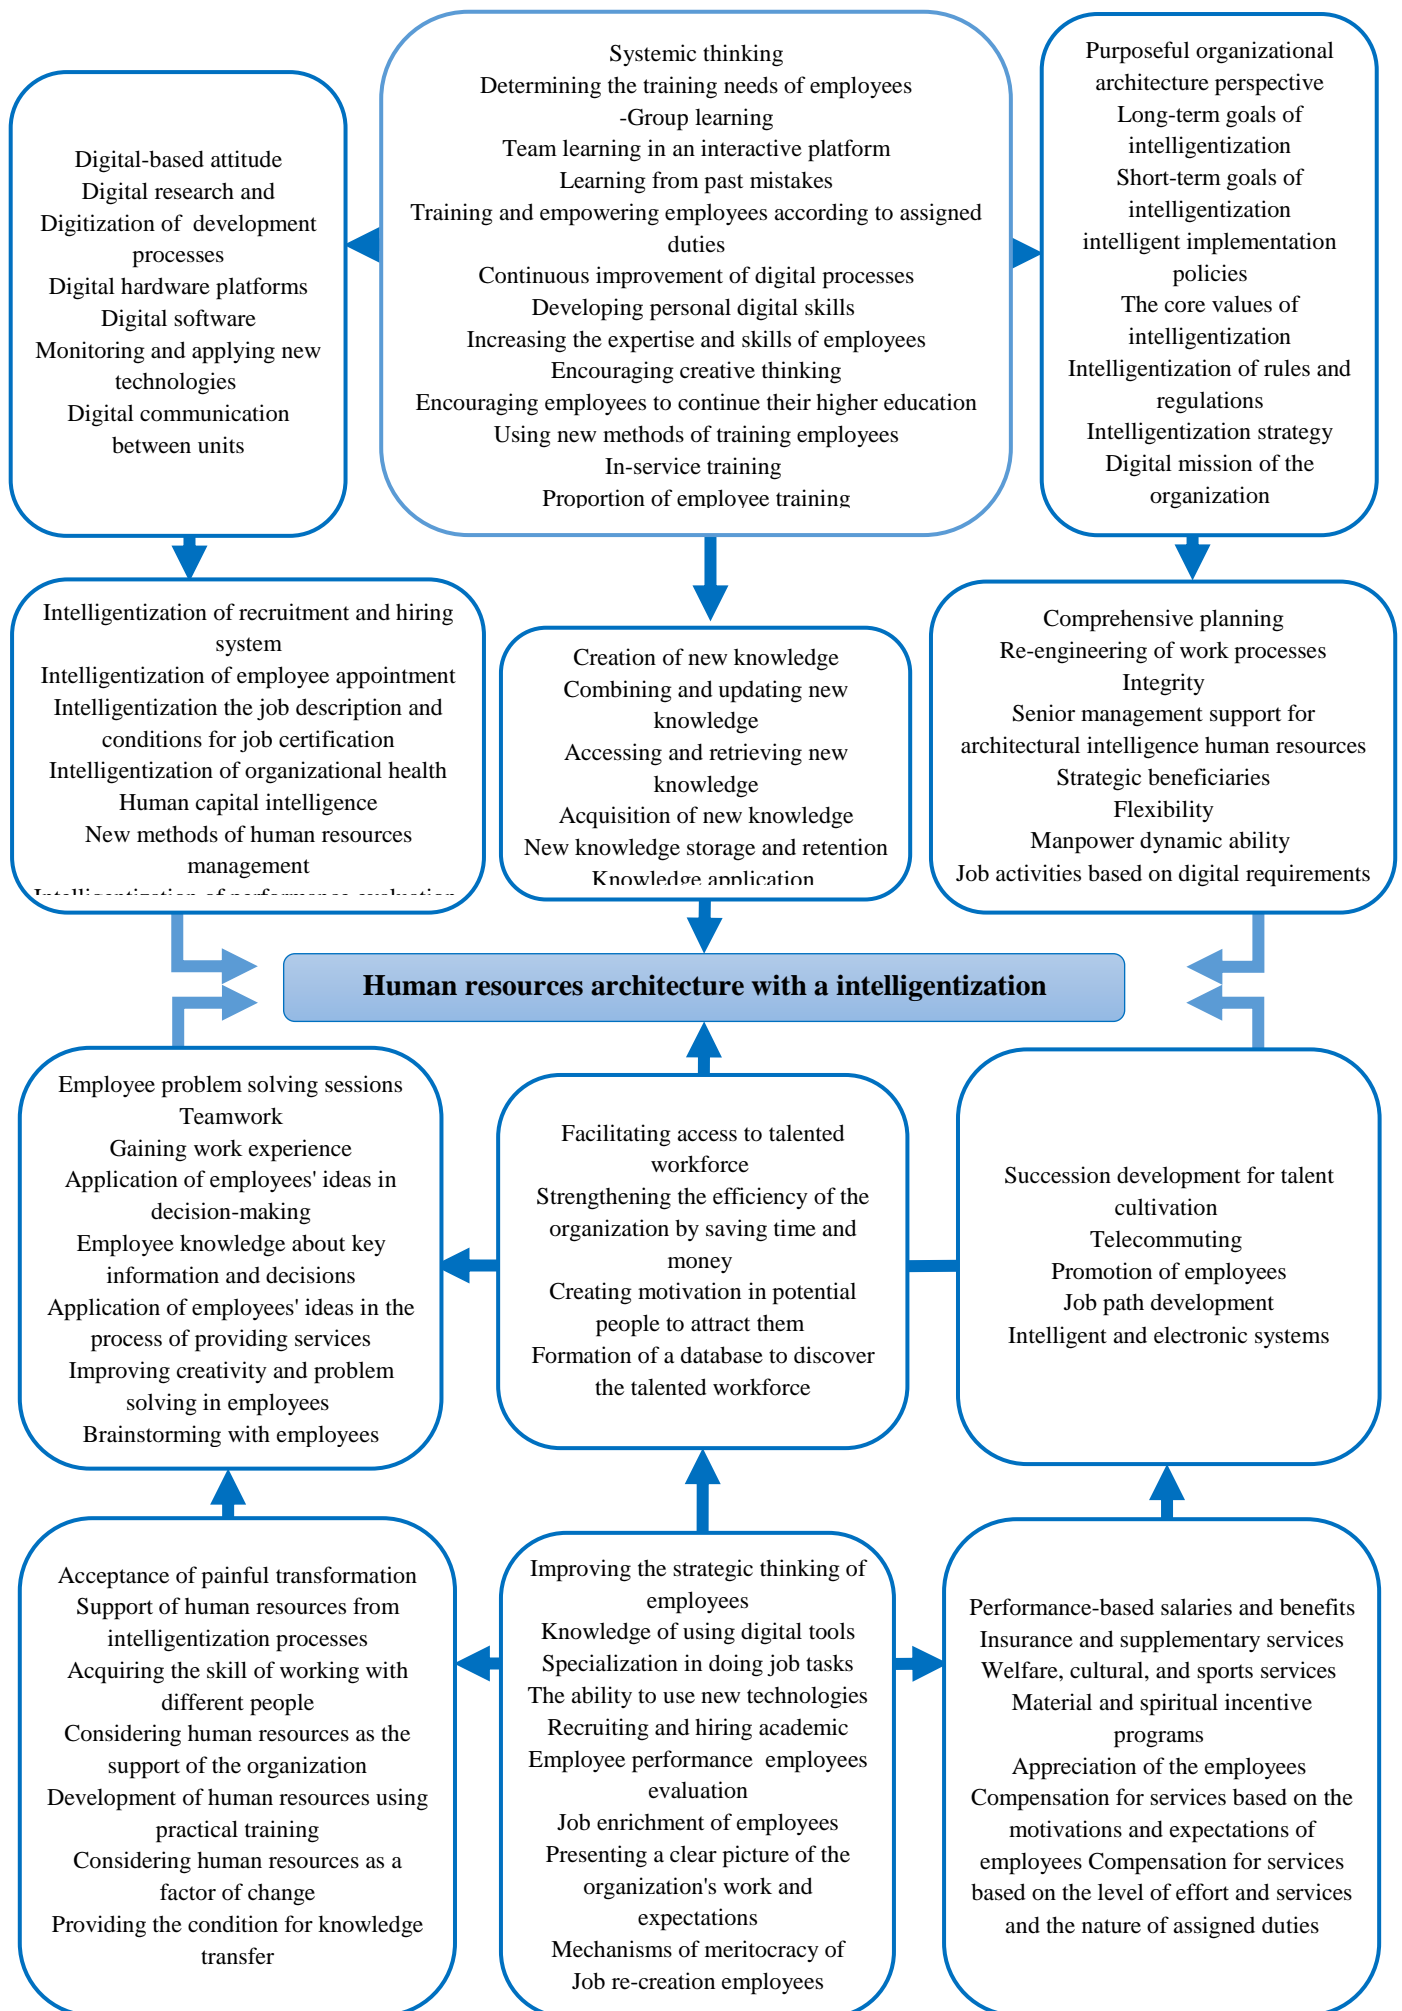 Digital-based attitude
Digital research and
Digitization of  development
processes
Digital hardware platforms
Digital software
Monitoring and applying new
technologies
Digital communication
between units
Systemic thinking
Determining the training needs of employees
-Group learning
Team learning in an interactive platform
Learning from past mistakes
Training and empowering employees according to assigned
duties
Continuous improvement of digital processes
Developing personal digital skills
Increasing the expertise and skills of employees
Encouraging creative thinking
Encouraging employees to continue their higher education
Using new methods of training employees
In-service training
Proportion of employee training
Purposeful organizational
architecture perspective
Long-term goals of
intelligentization
Short-term goals of
intelligentization
intelligent implementation
policies
The core values of
intelligentization
Intelligentization of rules and
regulations
Intelligentization strategy
Digital mission of the
organization
Intelligentization of recruitment and hiring
system
Intelligentization of employee appointment
Intelligentization the job description and
conditions for job certification
Intelligentization of organizational health
Human capital intelligence
New methods of human resources
management
Intelligentization of performance evaluation
Creation of new knowledge
Combining and updating new
knowledge
Accessing and retrieving new
knowledge
Acquisition of new knowledge
New knowledge storage and retention
Knowledge application
Comprehensive planning
Re-engineering of work processes
Integrity
Senior management support for
architectural intelligence human resources
Strategic beneficiaries
Flexibility
Manpower dynamic ability
Job activities based on digital requirements
Human resources architecture with a intelligentization
Employee problem solving sessions
Teamwork
Gaining work experience
Application of employees' ideas in
decision-making
Employee knowledge about key
information and decisions
Application of employees' ideas in the
process of providing services
Improving creativity and problem
solving in employees
Brainstorming with employees
Facilitating access to talented
workforce
Strengthening the efficiency of the
organization by saving time and
money
Creating motivation in potential
people to attract them
Formation of a database to discover
the talented workforce
Succession development for talent
cultivation
Telecommuting
Promotion of employees
Job path development
Intelligent and electronic systems
Acceptance of painful transformation
Support of human resources from
intelligentization processes
Acquiring the skill of working with
different people
Considering human resources as the
support of the organization
Development of human resources using
practical training
Considering human resources as a
factor of change
Providing the condition for knowledge
transfer
Improving the strategic thinking of
employees
Knowledge of using digital tools
Specialization in doing job tasks
The ability to use new technologies
Recruiting and hiring academic
Employee performance  employees
evaluation
Job enrichment of employees
Presenting a clear picture of the
organization's work and
expectations
Mechanisms of meritocracy of
Job re-creation employees
Performance-based salaries and benefits
Insurance and supplementary services
Welfare, cultural, and sports services
Material and spiritual incentive
programs
Appreciation of the employees
Compensation for services based on the
motivations and expectations of
employees Compensation for services
based on the level of effort and services
and the nature of assigned duties